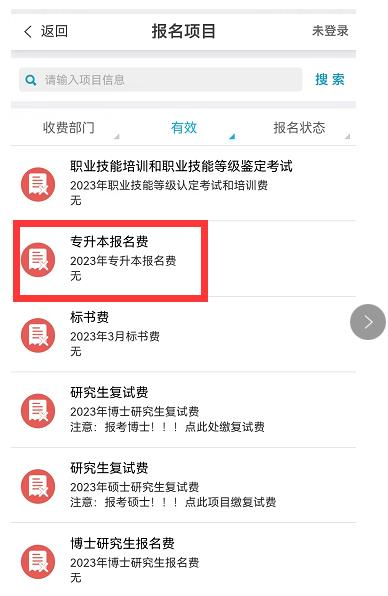 返回
报名项目
未登录
请输入项目信息
搜索
收费部门
有效
报名状态
职业技能培训和职业技能等级鉴定考试
2023年职业技能等级认定考试和培训费
无
专升本报名费
2023年专升本报名费
无
标书费
2023年3月标书费
无
研究生复试费
2023年博士研究生复试费
注意：报考博士！！！点此处缴复试费
研究生复试费
2023年硕士研究生复试费
注意：报考硕士！！！点此项目缴复试费
博士研究生报名费
2023年博士研究生报名费
无